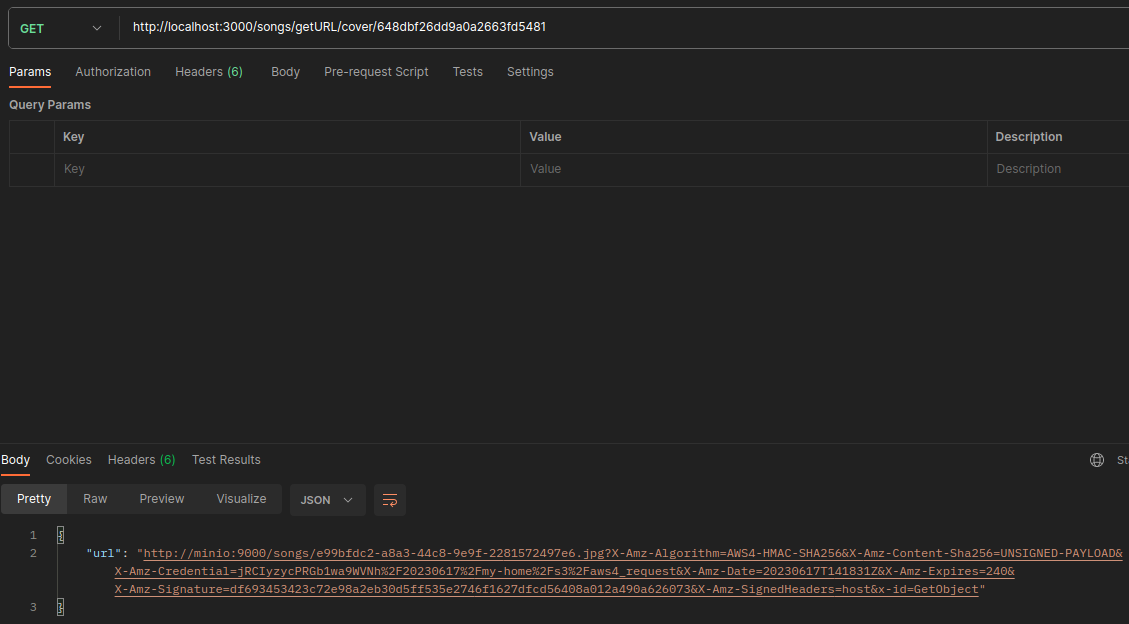 GET http://localhost:3000/songs/getURL/cover/648dbf26dd9a0a2663fd5481
Params Authorization Headers (6) Body Pre-request Script Tests Settings
Query Params
Key Value Description
Key Value Description
Body Cookies Headers (6) Test Results St
Pretty Raw Preview Visualize JSON
1 {
2 "url": "http://minio:9000/songs/e99bfdc2-a8a3-44c8-9e9f-2281572497e6.jpg?X-Amz-Algorithm=AWS4-HMAC-SHA256&X-Amz-Content-Sha256=UNSIGNED-PAYLOAD&
X-Amz-Credential=jRCIyzycPRGb1wa9WVNh%2F20230617%2Fmy-home%2Fs3%2Faws4_request&X-Amz-Date=20230617T141831Z&X-Amz-Expires=240&
X-Amz-Signature=df693453423c72e98a2eb30d5ff535e2746f1627dfcd56408a012a490a626073&X-Amz-SignedHeaders=host&x-id=GetObject"
3 }